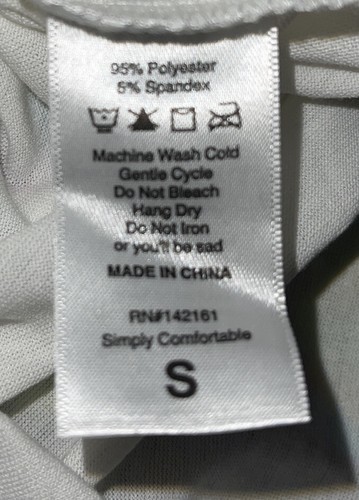 95% Polyester
5% Spandex
Machine Wash Cold
Gentle Cycle
Do Not Bleach
Hang Dry
Do Not Iron
or you'll be sad
MADE IN CHINA
RN#142161
Simply Comfortable
S